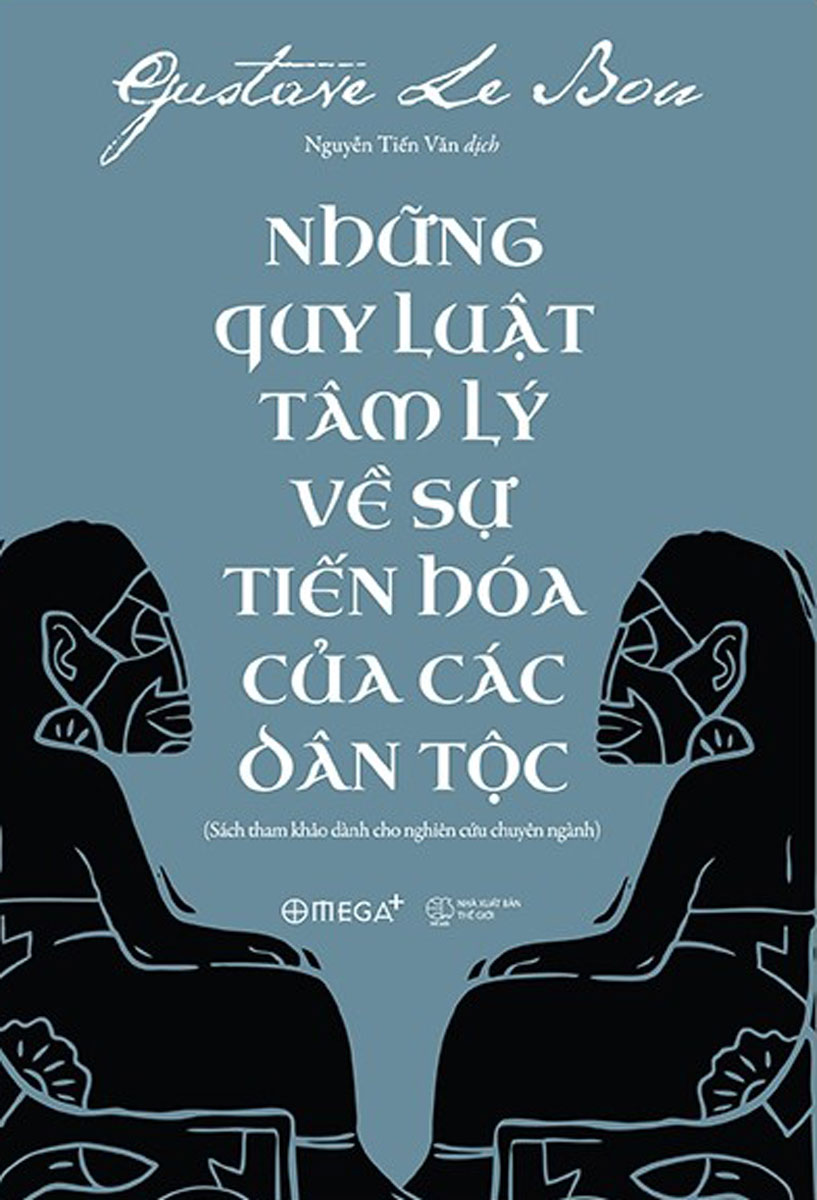 Gustave Le Bon
Nguyễn Tiến Văn dịch
NHỮNG
QUY LUẬT
TÂM LÝ
VỀ SỰ
TIẾN HÓA
CỦA CÁC
DÂN TỘC
(Sách tham khảo dành cho nghiên cứu chuyên ngành)
OMEGA+
NHÀ XUẤT BẢN
THẾ GIỚI